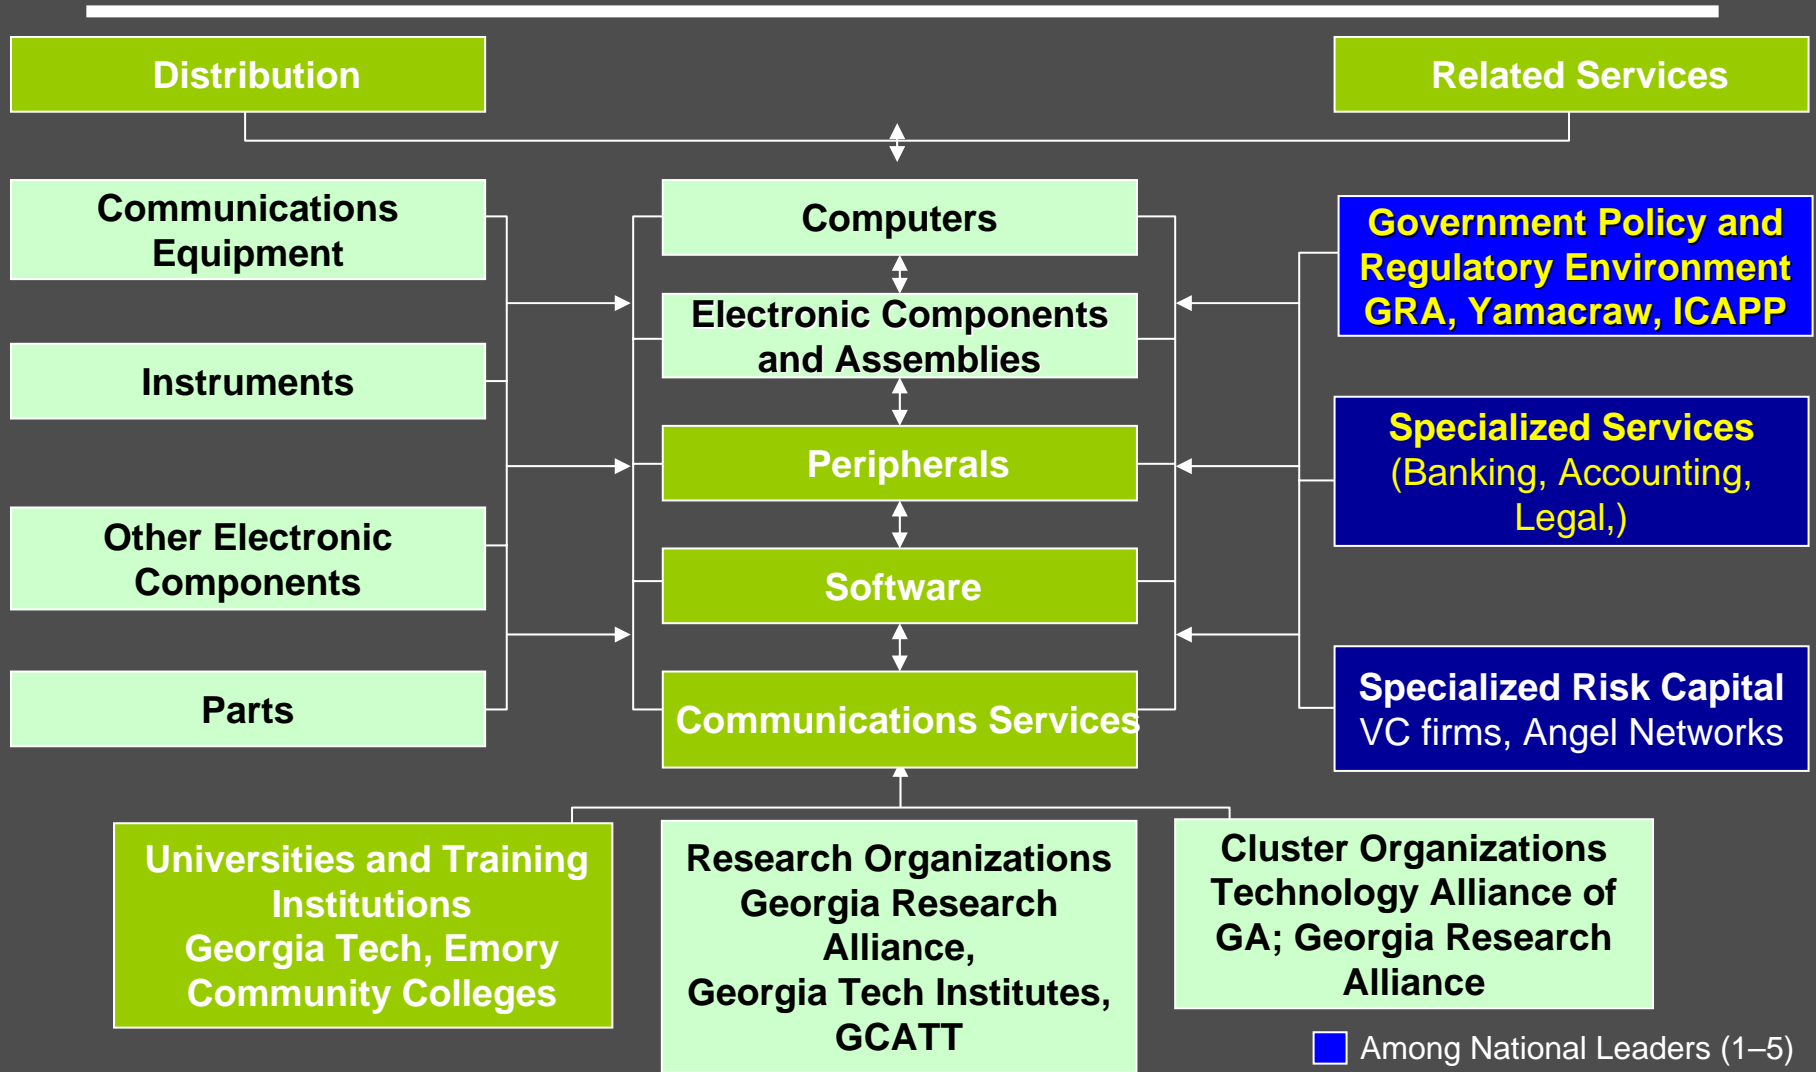 Distribution
Related Services
Communications
Equipment
Instruments
Other Electronic
Components
Parts
Computers
Electronic Components
and Assemblies
Peripherals
Software
Communications Services
Government Policy and
Regulatory Environment
GRA, Yamacraw, ICAPP
Specialized Services
(Banking, Accounting,
Legal,)
Specialized Risk Capital
VC firms, Angel Networks
Universities and Training
Institutions
Georgia Tech, Emory
Community Colleges
Research Organizations
Georgia Research
Alliance,
Georgia Tech Institutes,
GCATT
Cluster Organizations
Technology Alliance of
GA; Georgia Research
Alliance
Among National Leaders (1–5)